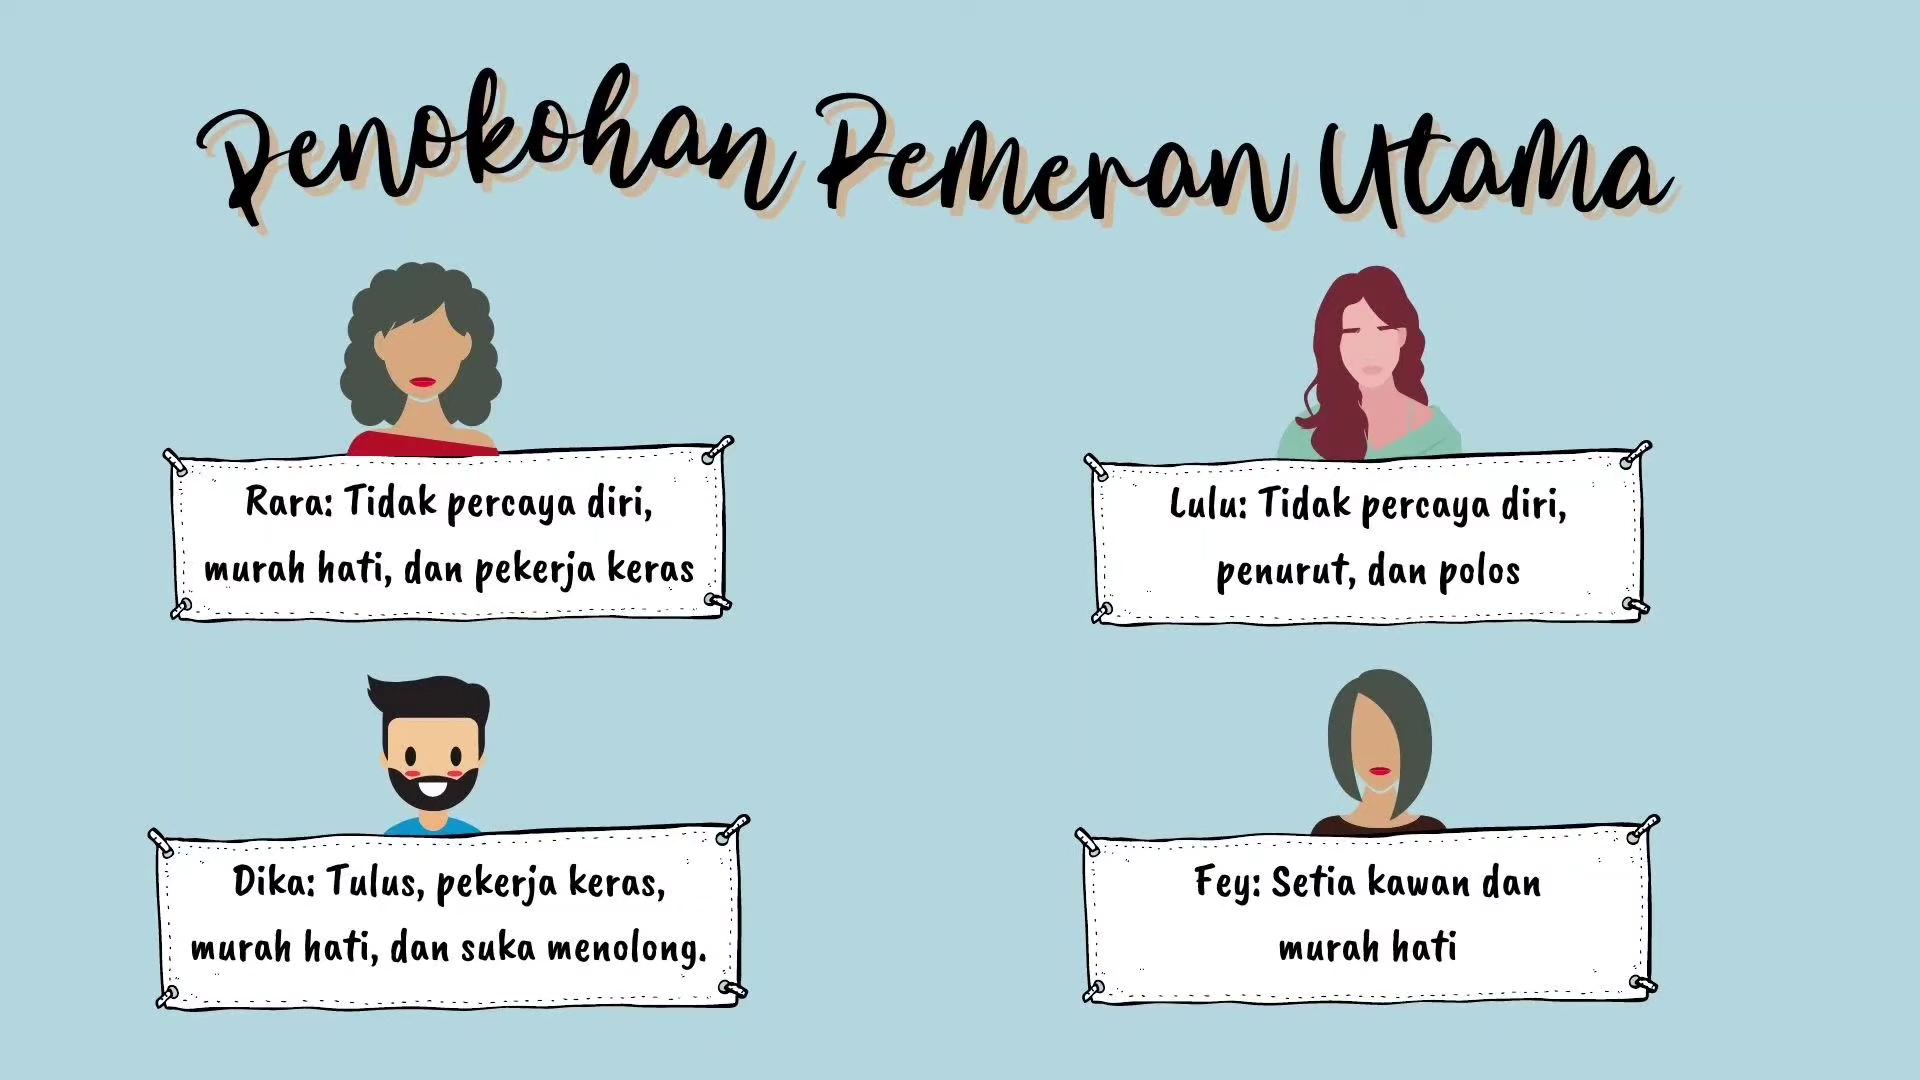 Penokohan Pemeran Utama
Rara: Tidak percaya diri,
murah hati, dan pekerja keras
Lulu: Tidak percaya diri,
penurut, dan polos
Dika: Tulus, pekerja keras,
murah hati, dan suka menolong.
Fey: Setia kawan dan
murah hati